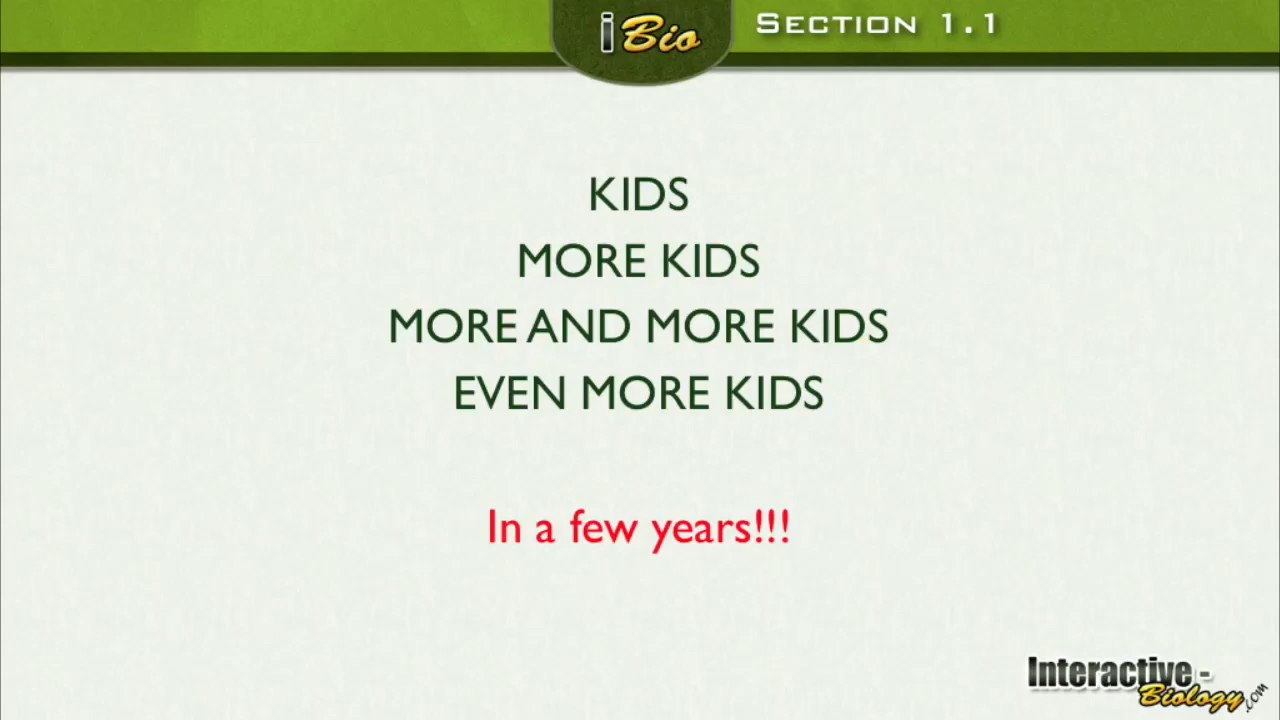 i Bio
SECTION 1.1
KIDS
MORE KIDS
MORE AND MORE KIDS
EVEN MORE KIDS
In a few years!!!
Interactive -
Biology.com